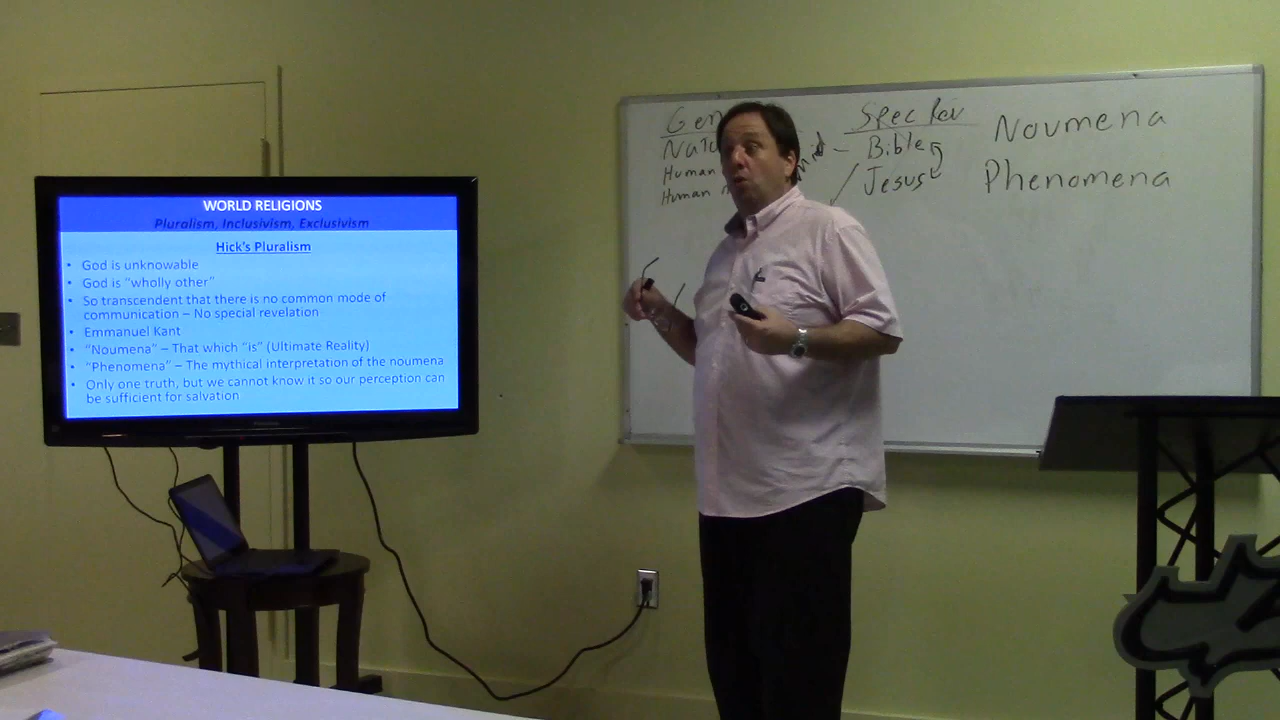 WORLD RELIGIONS
Pluralism, Inclusivism, Exclusivism
Hick's Pluralism
• God is unknowable
• God is "wholly other"
• So transcendent that there is no common mode of
communication – No special revelation
• Emmanuel Kant
• "Noumena" – That which "is" (Ultimate Reality)
• "Phenomena" – The mythical interpretation of the noumena
• Only one truth, but we cannot know it so our perception can
be sufficient for salvation
Gen
Human
Human
Spec Rev
Bible
Jesus
Noumena
Phenomena